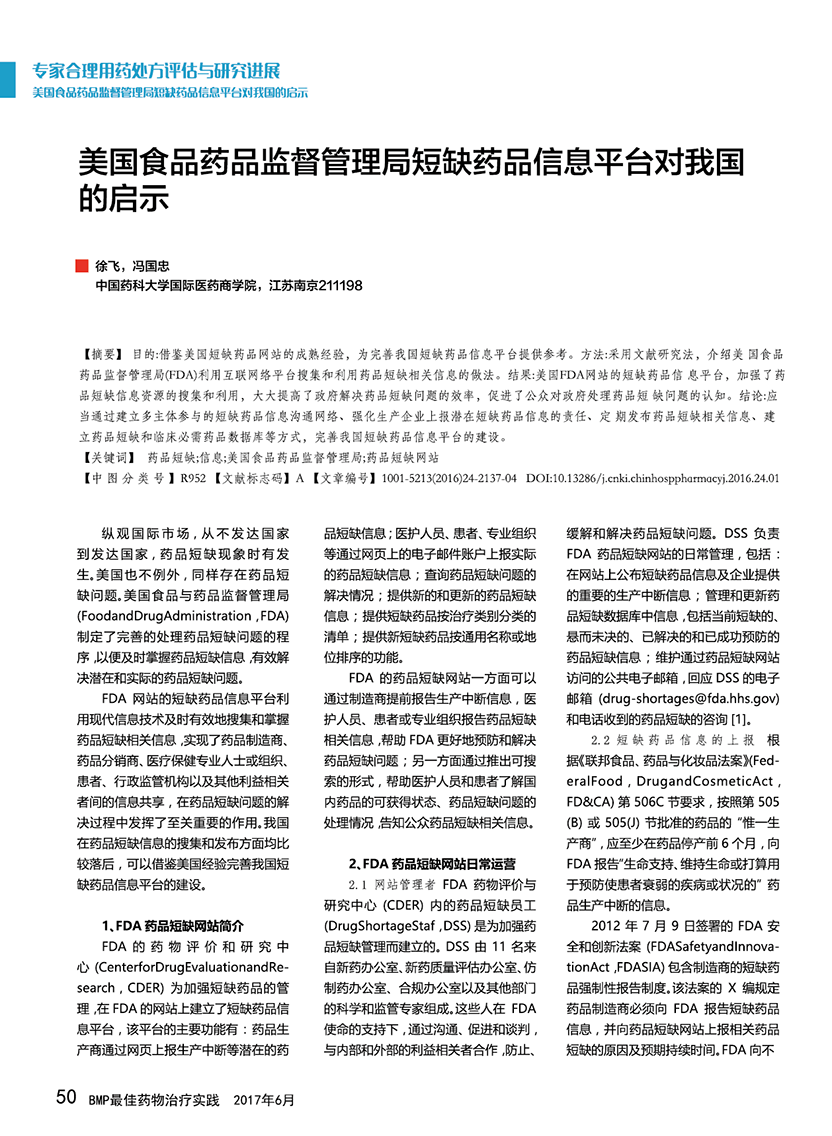 专家合理用药处方评估与研究进展
美国食品药品监督管理局短缺药品信息平台对我国的启示
美国食品药品监督管理局短缺药品信息平台对我国
的启示
徐飞，冯国忠
中国药科大学国际医药商学院，江苏南京211198
【摘要】 目的:借鉴美国短缺药品网站的成熟经验，为完善我国短缺药品信息平台提供参考。方法:采用文献研究法，介绍美 国食品
药品监督管理局(FDA)利用互联网络平台搜集和利用药品短缺相关信息的做法。结果:美国FDA网站的短缺药品信 息平台，加强了药
品短缺信息资源的搜集和利用，大大提高了政府解决药品短缺问题的效率，促进了公众对政府处理药品短 缺问题的认知。结论:应
当通过建立多主体参与的短缺药品信息沟通网络、强化生产企业上报潜在短缺药品信息的责任、定 期发布药品短缺相关信息、建
立药品短缺和临床必需药品数据库等方式，完善我国短缺药品信息平台的建设。
【关键词】 药品短缺;信息;美国食品药品监督管理局;药品短缺网站
【中 图 分 类 号 】R952 【文献标志码】A 【文章编号】1001-5213(2016)24-2137-04 DOI:10.13286/j.cnki.chinhosppharmacyj.2016.24.01
纵观国际市场，从不发达国家
到发达国家，药品短缺现象时有发
生。美国也不例外，同样存在药品短
缺问题。美国食品与药品监督管理局
(FoodandDrugAdministration，FDA)
制定了完善的处理药品短缺问题的程
序，以便及时掌握药品短缺信息，有效解
决潜在和实际的药品短缺问题。
FDA 网站的短缺药品信息平台利
用现代信息技术及时有效地搜集和掌握
药品短缺相关信息，实现了药品制造商、
药品分销商、医疗保健专业人士或组织、
患者、行政监管机构以及其他利益相关
者间的信息共享，在药品短缺问题的解
决过程中发挥了至关重要的作用。我国
在药品短缺信息的搜集和发布方面均比
较落后，可以借鉴美国经验完善我国短
缺药品信息平台的建设。
1、FDA 药品短缺网站简介
FDA 的药物评价和研究中
心 (CenterforDrugEvaluationandRe-
search，CDER) 为加强短缺药品的管
理，在 FDA 的网站上建立了短缺药品信
息平台，该平台的主要功能有：药品生
产商通过网页上报生产中断等潜在的药
品短缺信息；医护人员、患者、专业组织
等通过网页上的电子邮件账户上报实际
的药品短缺信息；查询药品短缺问题的
解决情况；提供新的和更新的药品短缺
信息；提供短缺药品按治疗类别分类的
清单；提供新短缺药品按通用名称或地
位排序的功能。
FDA 的药品短缺网站一方面可以
通过制造商提前报告生产中断信息，医
护人员、患者或专业组织报告药品短缺
相关信息，帮助 FDA 更好地预防和解决
药品短缺问题；另一方面通过推出可搜
索的形式，帮助医护人员和患者了解国
内药品的可获得状态、药品短缺问题的
处理情况，告知公众药品短缺相关信息。
2、FDA 药品短缺网站日常运营
2.1 网站管理者 FDA 药物评价与
研究中心 (CDER) 内的药品短缺员工
(DrugShortageStaf，DSS) 是为加强药
品短缺管理而建立的。DSS 由 11 名来
自新药办公室、新药质量评估办公室、仿
制药办公室、合规办公室以及其他部门
的科学和监管专家组成。这些人在 FDA
使命的支持下，通过沟通、促进和谈判，
与内部和外部的利益相关者合作，防止、
缓解和解决药品短缺问题。DSS 负责
FDA 药品短缺网站的日常管理，包括：
在网站上公布短缺药品信息及企业提供
的重要的生产中断信息；管理和更新药
品短缺数据库中信息，包括当前短缺的、
悬而未决的、已解决的和已成功预防的
药品短缺信息；维护通过药品短缺网站
访问的公共电子邮箱，回应 DSS 的电子
邮箱 (drug-shortages@fda.hhs.gov)
和电话收到的药品短缺的咨询 [1]。
2.2 短缺药品信息的上报 根
据《联邦食品、药品与化妆品法案》(Fed-
eralFood，DrugandCosmeticAct，
FD&CA) 第 506C 节要求，按照第 505
(B) 或 505(J) 节批准的药品的“惟一生
产商”，应至少在药品停产前 6 个月，向
FDA 报告“生命支持、维持生命或打算用
于预防使患者衰弱的疾病或状况的”药
品生产中断的信息。
2012 年 7 月 9 日签署的 FDA 安
全和创新法案 (FDASafetyandInnova-
tionAct，FDASIA) 包含制造商的短缺药
品强制性报告制度。该法案的 X 编规定
药品制造商必须向 FDA 报告短缺药品
信息，并向药品短缺网站上报相关药品
短缺的原因及预期持续时间。FDA 向不
50 BMP最佳药物治疗实践 2017年6月